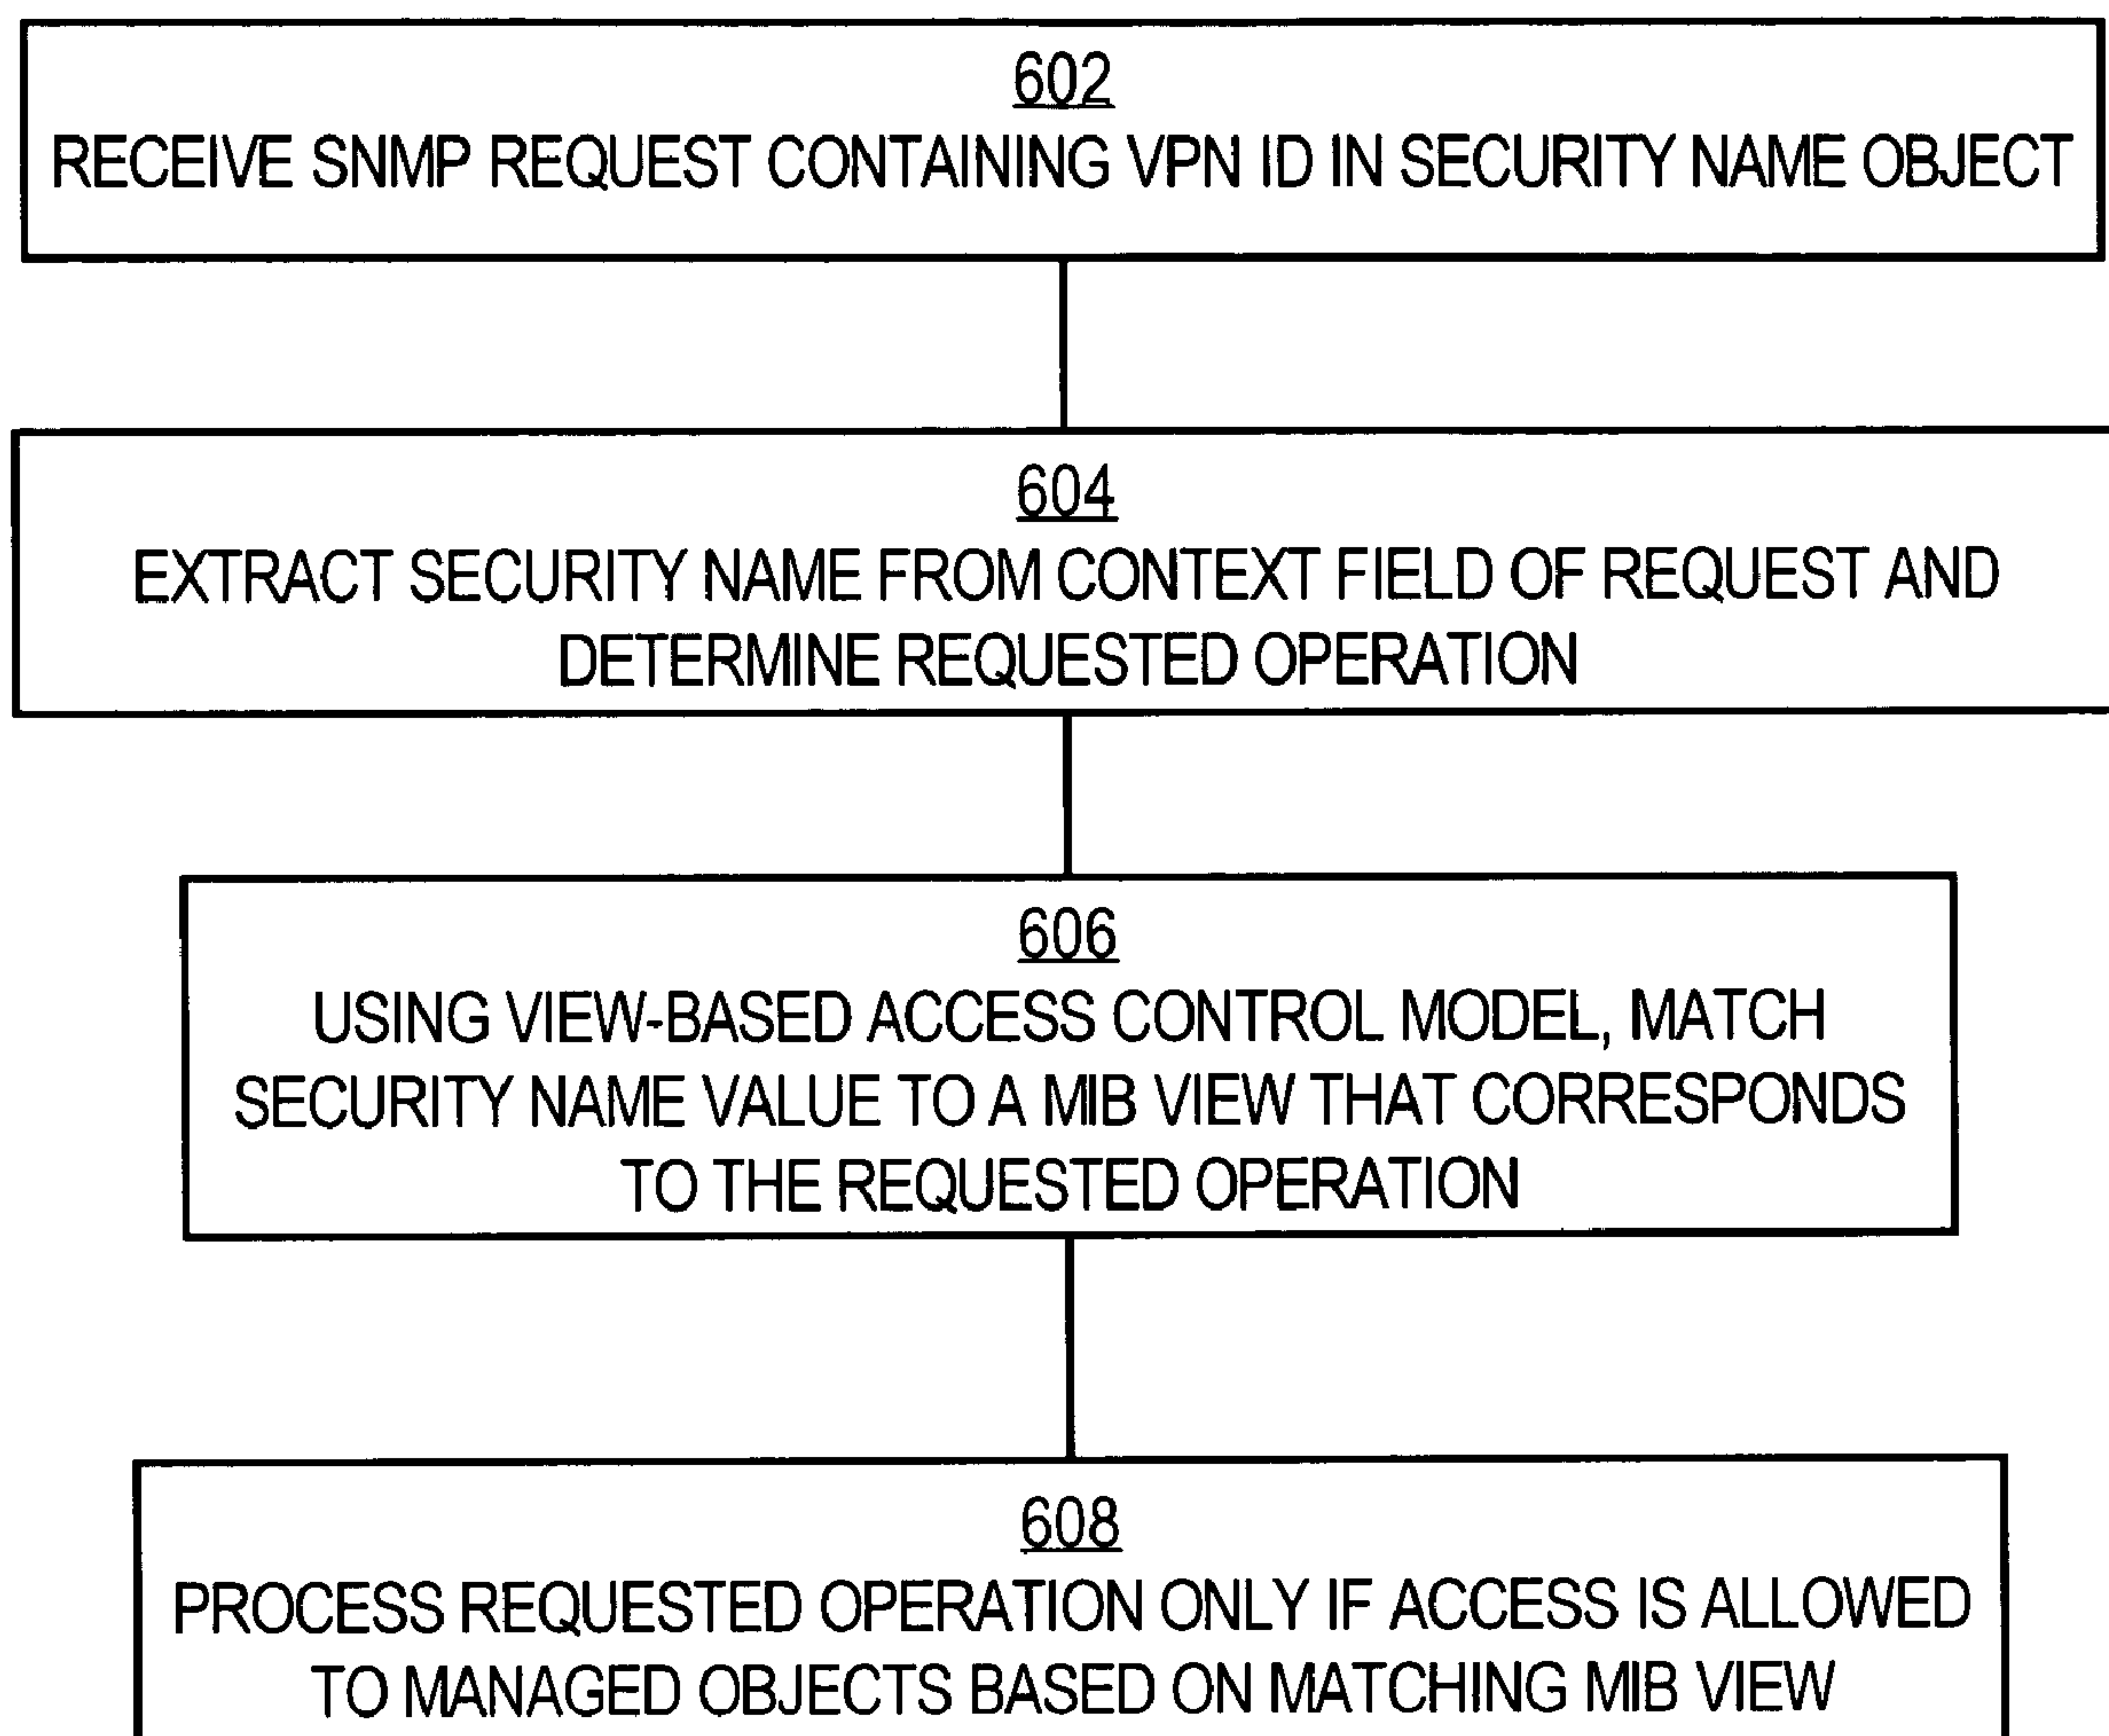 602
RECEIVE SNMP REQUEST CONTAINING VPN ID IN SECURITY NAME OBJECT
604
EXTRACT SECURITY NAME FROM CONTEXT FIELD OF REQUEST AND
DETERMINE REQUESTED OPERATION
606
USING VIEW-BASED ACCESS CONTROL MODEL, MATCH
SECURITY NAME VALUE TO A MIB VIEW THAT CORRESPONDS
TO THE REQUESTED OPERATION
608
PROCESS REQUESTED OPERATION ONLY IF ACCESS IS ALLOWED
TO MANAGED OBJECTS BASED ON MATCHING MIB VIEW